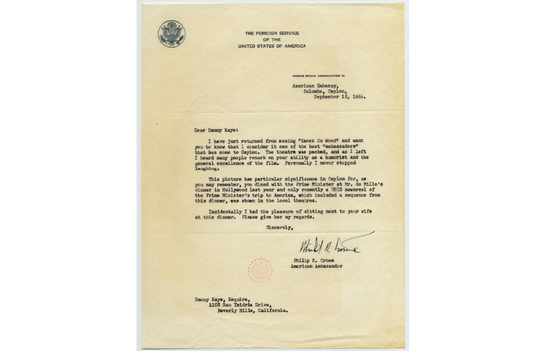 THE FOREIGN SERVICE
OF THE
UNITED STATES OF AMERICA
American Embassy,
Colombo, Ceylon,
September 13, 1955.
Dear Danny Kaye:
I have just returned from seeing "Knock On Wood" and want
you to know that I consider it one of the best "ambassadors"
that has come to Ceylon. The theatre was packed, and as I left
I heard many people remark on your ability as a humorist and the
general excellence of the film. Personally I never stopped
laughing.
This picture has particular significance in Ceylon for, as
you may remember, you dined with the Prime Minister at Mr. de Mille's
dinner in Hollywood last year and only recently a USIS newsreel of
the Prime Minister's trip to America, which included a sequence from
this dinner, was shown in the local theatres.
Incidentally I had the pleasure of sitting next to your wife
at this dinner. Please give her my regards.
Sincerely,
Philip K. Crowe
American Ambassador
Danny Kaye, Esquire,
1103 San Ysidro Drive,
Beverly Hills, California.